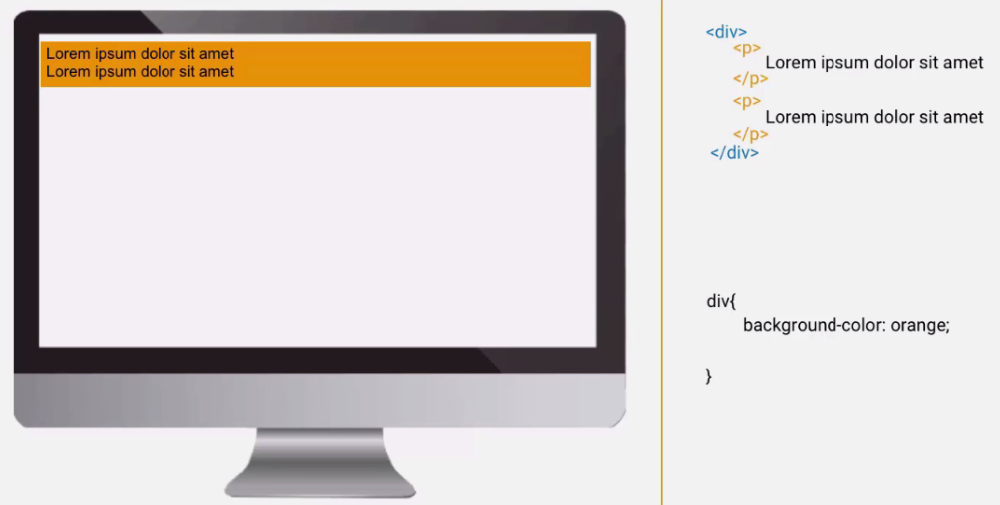 Lorem ipsum dolor sit amet
Lorem ipsum dolor sit amet
<div>
<p>
Lorem ipsum dolor sit amet
</p>
<p>
Lorem ipsum dolor sit amet
</p>
</div>
div{
background-color: orange;
}